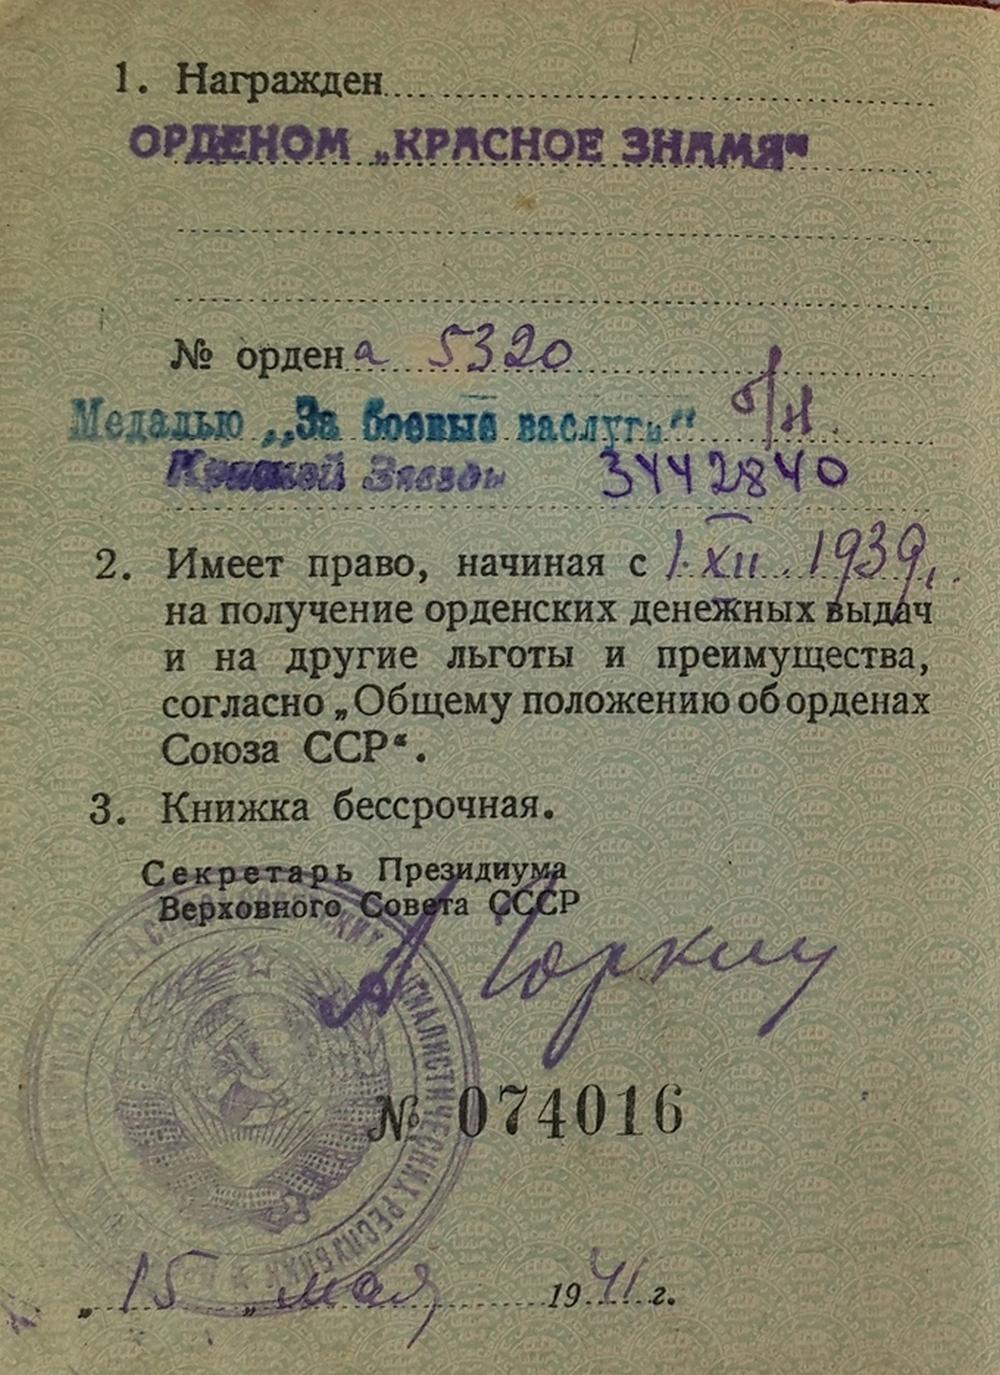 1. Награжден
ОРДЕНОМ „КРАСНОЕ ЗНАМЯ“
№ ордена 5320
Медалью „За боевые заслуги“ б/н
Красной Звезды 3442840
2. Имеет право, начиная с 1.XII.1939г.
на получение орденских денежных выдач
и на другие льготы и преимущества,
согласно „Общему положению об орденах
Союза ССР“.
3. Книжка бессрочная.
Секретарь Президиума
Верховного Совета СССР
А Горкин
№ 074016
„15„ мая 1941 г.